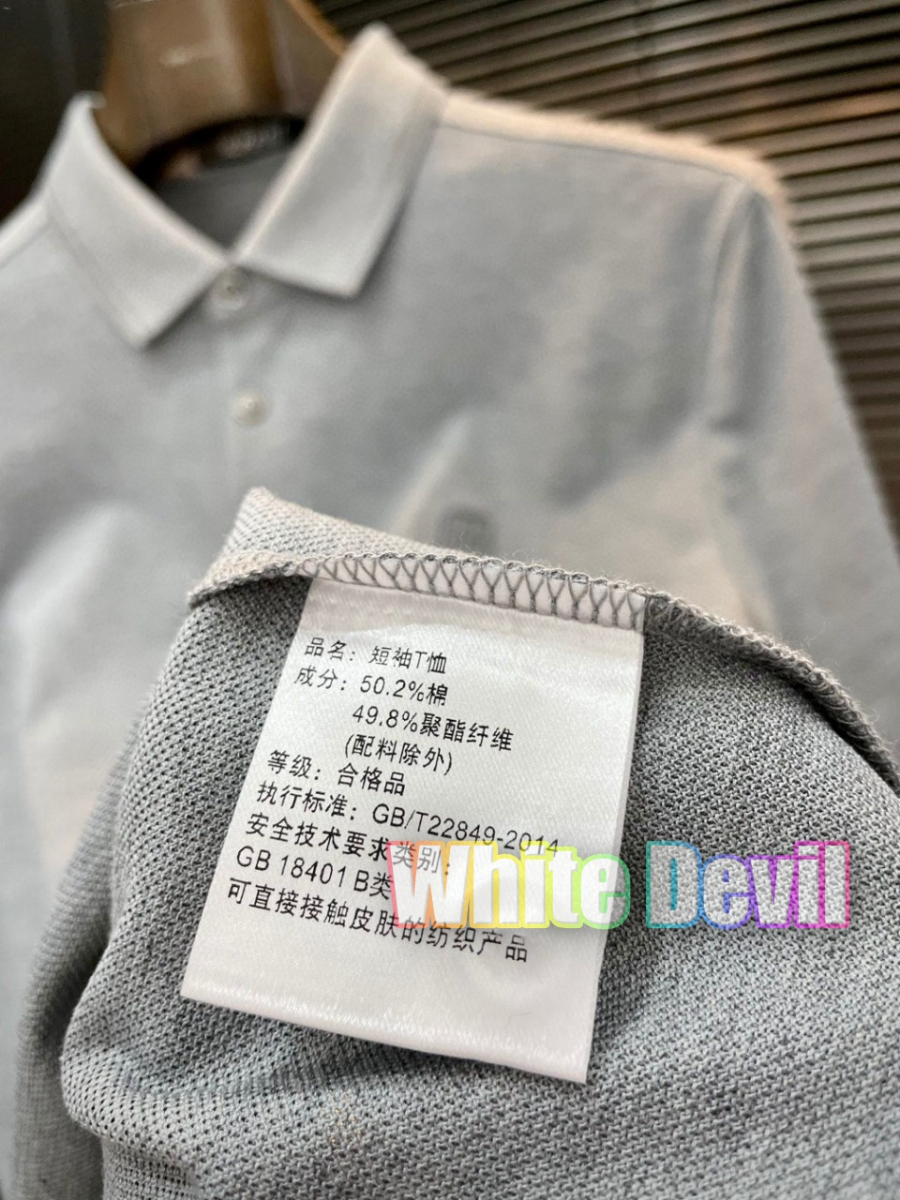 品名：短袖T恤
成分：50.2%棉
49.8%聚酯纤维
(配料除外)
等级：合格品
执行标准：GB/T22849-2014
安全技术要求类别：
GB 18401 B类
可直接接触皮肤的纺织产品
White Devil